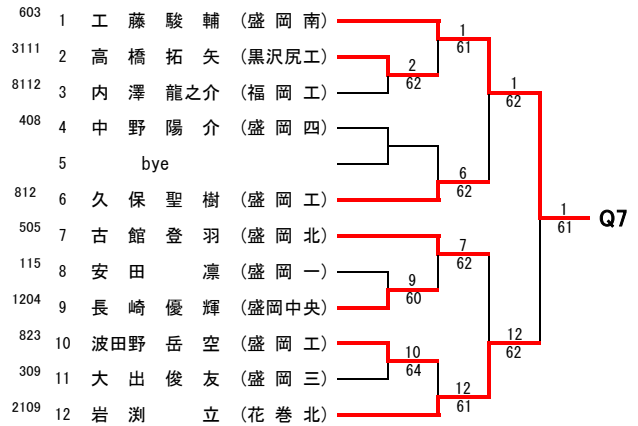 603 1 工藤駿輔 (盛岡南)
3111 2 高橋拓矢 (黒沢尻工)
8112 3 内澤龍之介 (福岡工)
408 4 中野陽介 (盛岡四)
5 bye
812 6 久保聖樹 (盛岡工)
505 7 古館登羽 (盛岡北)
115 8 安田凛 (盛岡一)
1204 9 長崎優輝 (盛岡中央)
823 10 波田野岳空 (盛岡工)
309 11 大出俊友 (盛岡三)
2109 12 岩渕立 (花巻北)
2
62
9
60
10
64
1
61
6
62
7
62
12
61
1
62
12
62
1
61
Q7